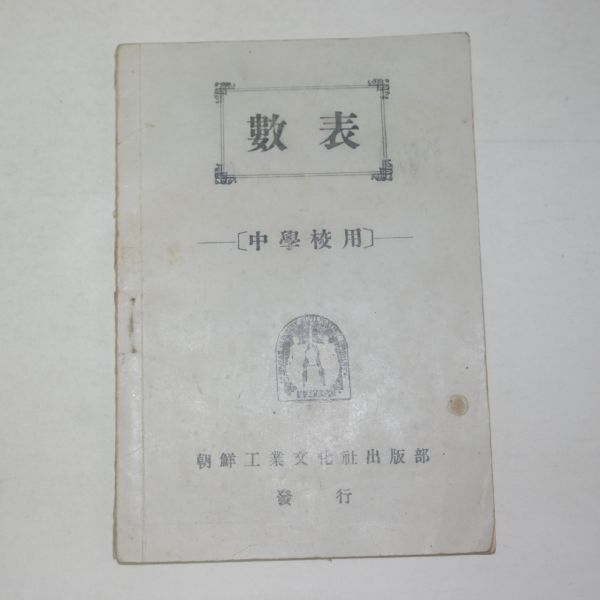 數表
[中學校用]
朝鮮工業文化社出版部
發行